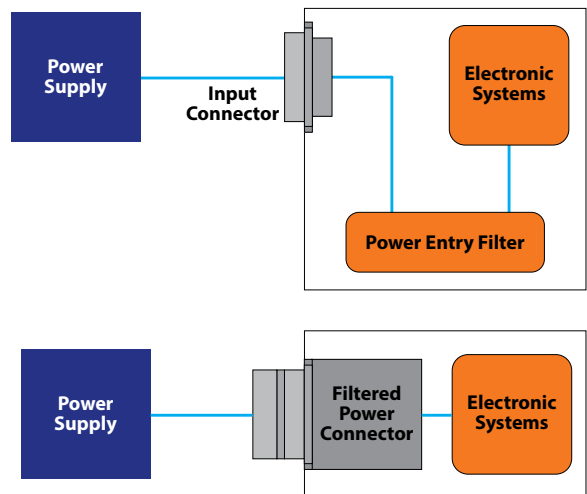 Power
Supply
Input
Connector
Electronic
Systems
Power Entry Filter
Power
Supply
Filtered
Power
Connector
Electronic
Systems